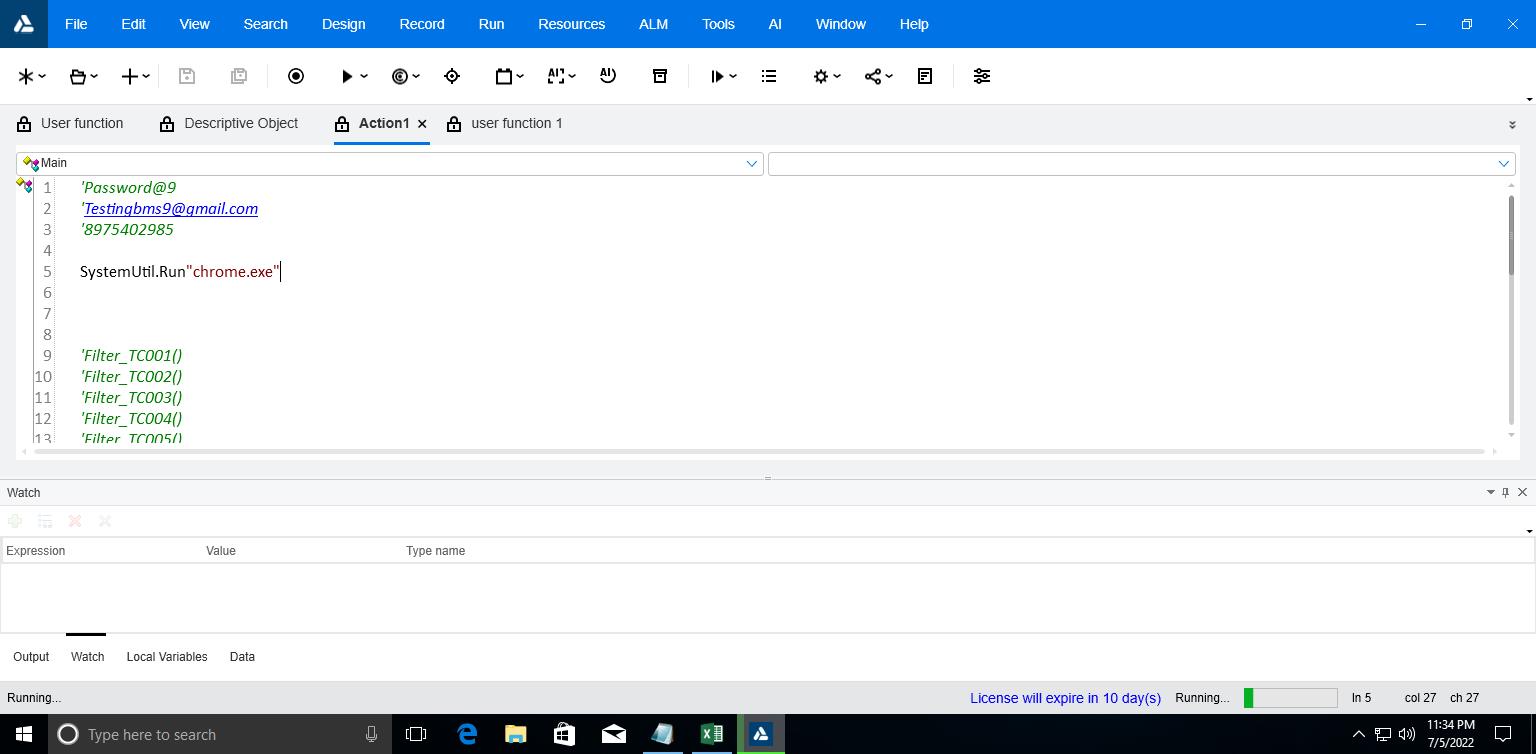 File Edit View Search Design Record Run Resources ALM Tools AI Window Help
User function Descriptive Object Action1 user function 1
Main
1 'Password@9
2 'Testingbms9@gmail.com
3 '8975402985
4
5 SystemUtil.Run"chrome.exe"
6
7
8
9 'Filter_TC001()
10 'Filter_TC002()
11 'Filter_TC003()
12 'Filter_TC004()
13 'Filter_TC005()
Watch
Expression Value Type name
Output Watch Local Variables Data
Running... License will expire in 10 day(s) Running... ln 5 col 27 ch 27
Type here to search
11:34 PM
7/5/2022